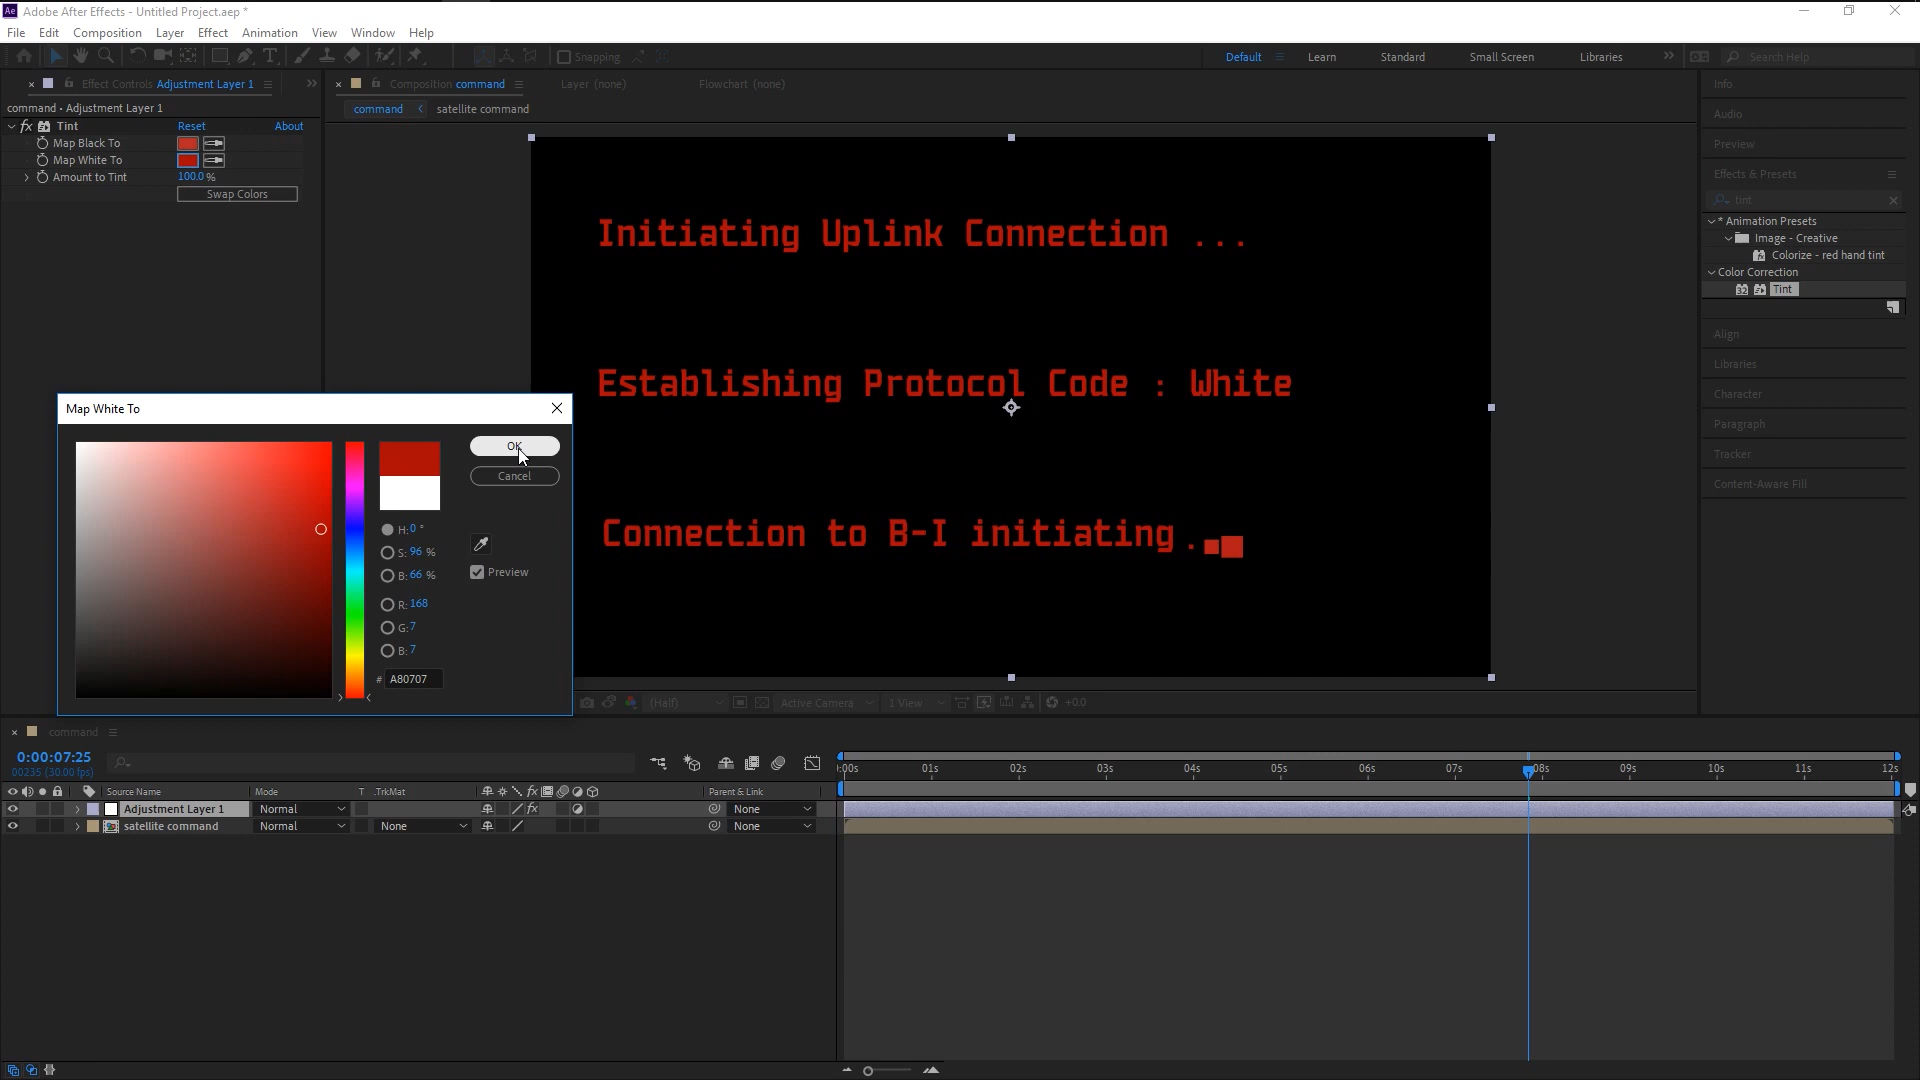 Ae Adobe After Effects - Untitled Project.aep *
File Edit Composition Layer Effect Animation View Window Help
Snapping Default Learn Standard Small Screen Libraries Search Help
Effect Controls Adjustment Layer 1
Composition command Layer (none) Flowchart (none)
command • Adjustment Layer 1
command satellite command
fx Tint Reset About
Map Black To
Map White To
Amount to Tint 100.0 %
Swap Colors
Initiating Uplink Connection ...
Establishing Protocol Code : White
Connection to B-I initiating.
Map White To
OK
Cancel
H: 0 °
S: 96 %
B: 66 %
Preview
R: 168
G: 7
B: 7
# A80707
(Half) Active Camera 1 View +0.0
Info
Audio
Preview
Effects & Presets
tint
* Animation Presets
Image - Creative
Colorize - red hand tint
Color Correction
32 Tint
Align
Libraries
Character
Paragraph
Tracker
Content-Aware Fill
command
0:00:07:25
00235 (30.00 fps)
:00s 01s 02s 03s 04s 05s 06s 07s 08s 09s 10s 11s 12s
Source Name Mode T .TrkMat fx Parent & Link
Adjustment Layer 1 Normal fx None
satellite command Normal None None